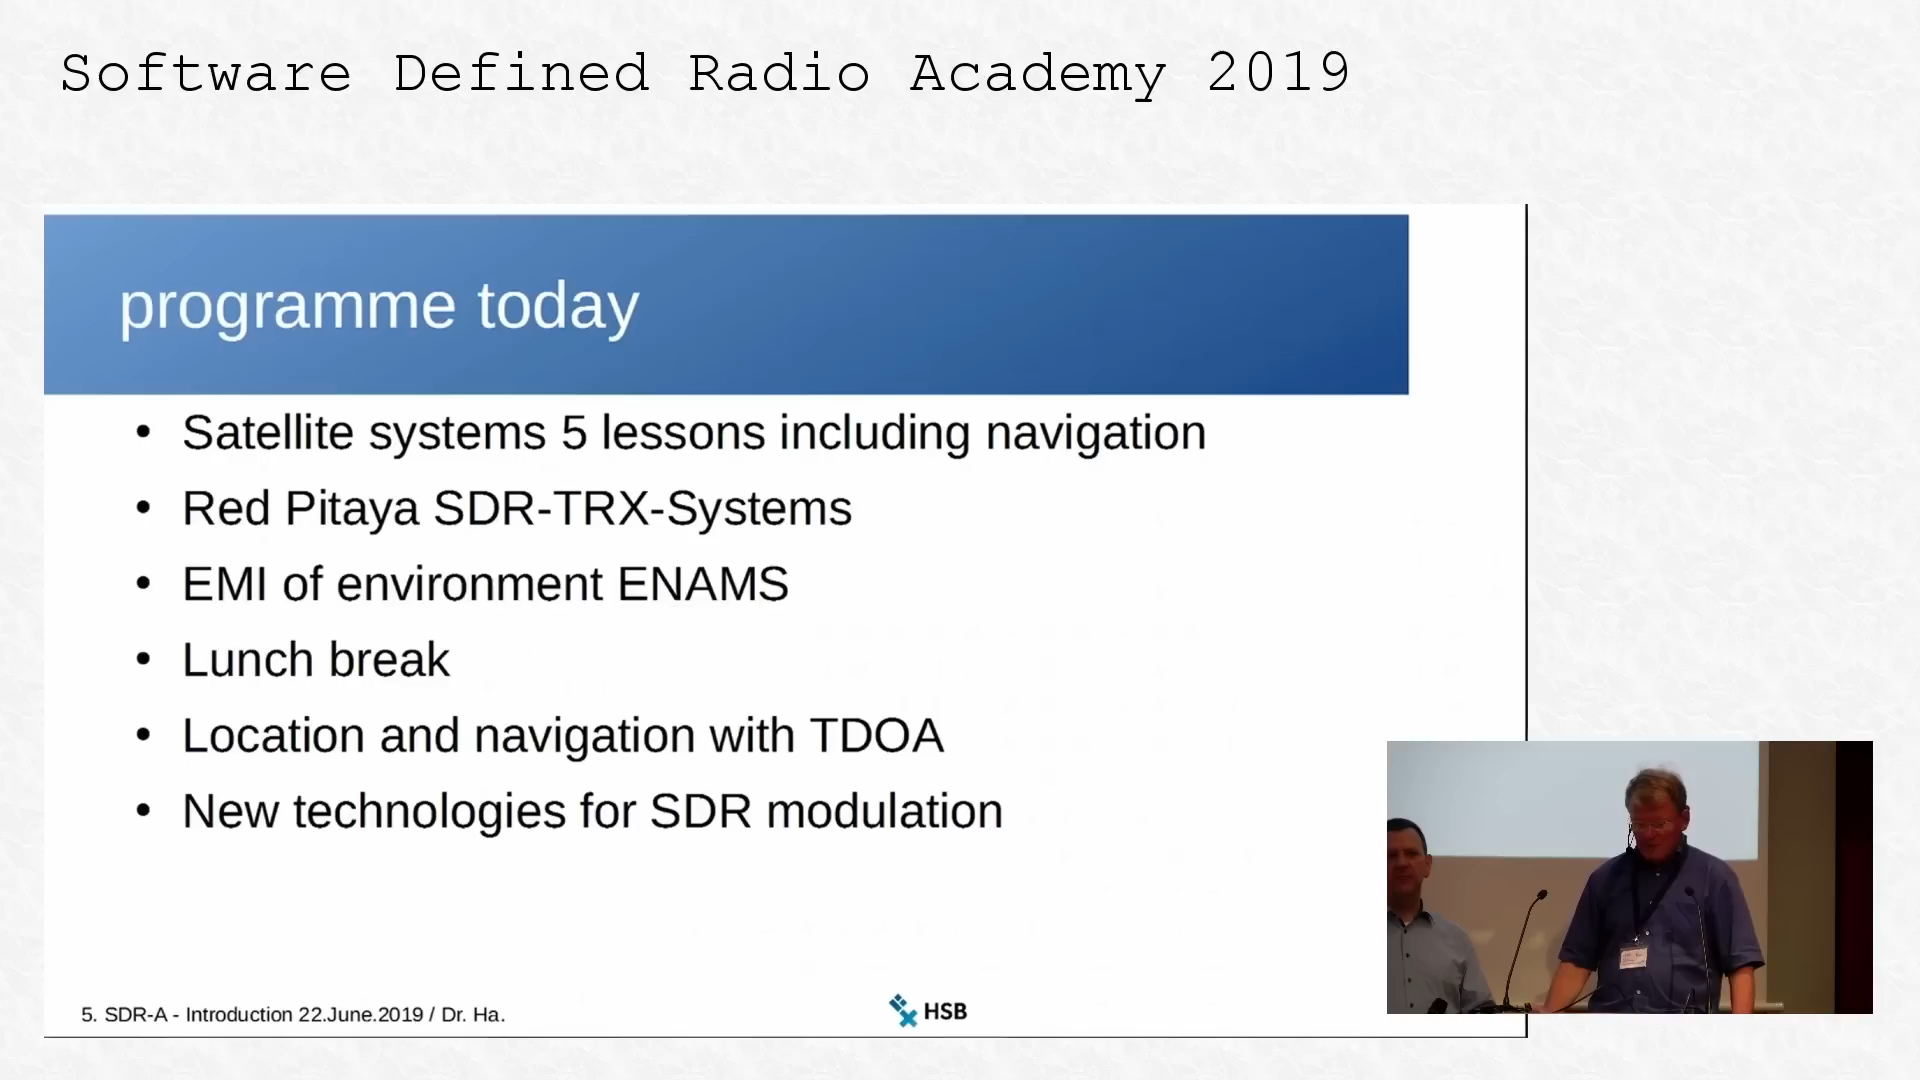 Software Defined Radio Academy 2019
programme today
• Satellite systems 5 lessons including navigation
• Red Pitaya SDR-TRX-Systems
• EMI of environment ENAMS
• Lunch break
• Location and navigation with TDOA
• New technologies for SDR modulation
5. SDR-A - Introduction 22.June.2019 / Dr. Ha.
HSB